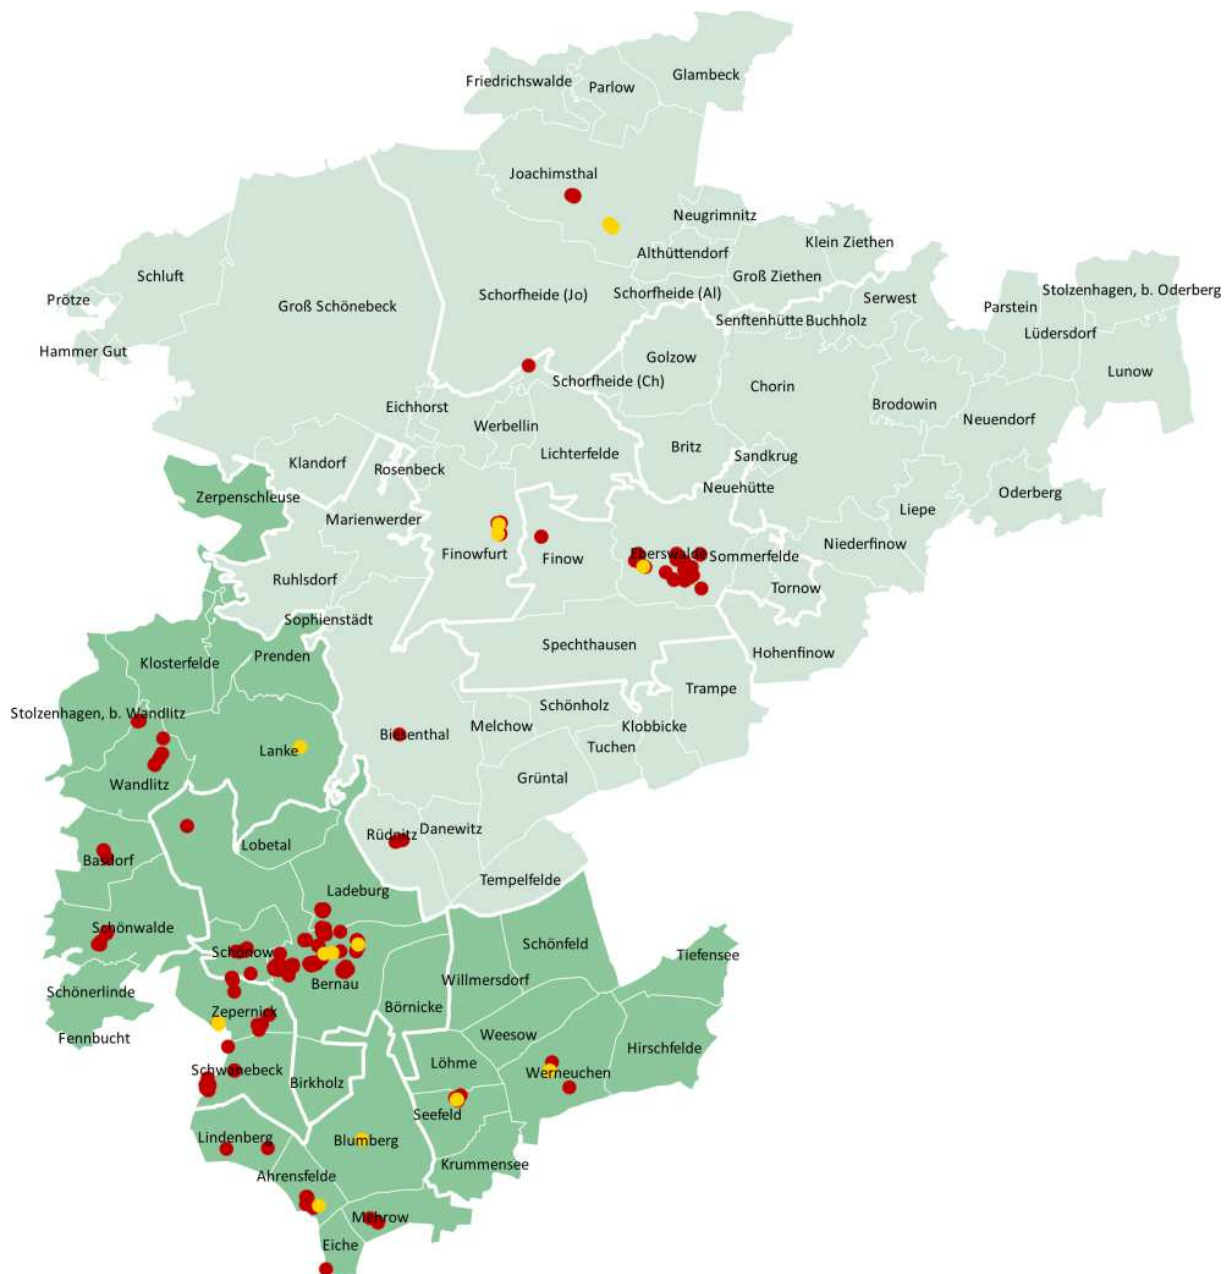 Glambeck
Friedrichswalde
Parlow
Joachimsthal
Neugrimnitz
Klein Ziethen
Althüttendorf
Schluft
Groß Ziethen
Stolzenhagen, b. Oderberg
Prötze
Schorfheide (Jo)
Schorfheide (Al)
Serwest
Groß Schönebeck
Parstein
Senftenhütte
Buchholz
Lüdersdorf
Hammer Gut
Golzow
Lunow
Schorfheide (Ch)
Chorin
Eichhorst
Brodowin
Neuendorf
Werbellin
Britz
Lichterfelde
Sandkrug
Klandorf
Rosenbeck
Neuehütte
Oderberg
Zerpenschleuse
Liepe
Marienwerder
Niederfinow
Finowfurt
Finow
Eberswalde
Sommerfelde
Ruhlsdorf
Tornow
Sophienstädt
Spechthausen
Hohenfinow
Prenden
Klosterfelde
Trampe
Schönholz
Stolzenhagen, b. Wandlitz
Melchow
Klobbicke
Biesenthal
Tuchen
Lanke
Grüntal
Wandlitz
Rüdnitz
Danewitz
Lobetal
Basdorf
Tempelfelde
Ladeburg
Schönwalde
Schönfeld
Schönow
Tiefensee
Willmersdorf
Bernau
Schönerlinde
Börnicke
Zepernick
Weesow
Fennbucht
Hirschfelde
Löhme
Schwanebeck
Werneuchen
Birkholz
Seefeld
Lindenberg
Blumberg
Krummensee
Ahrensfelde
Mehrow
Eiche